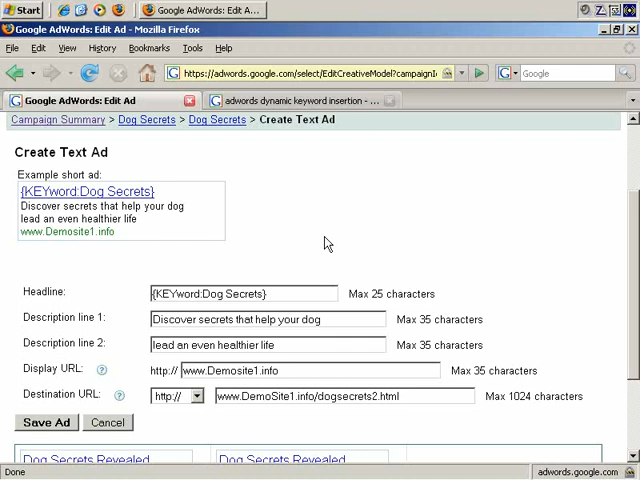 Start
Google AdWords: Edit A...
Google AdWords: Edit Ad - Mozilla Firefox
File Edit View History Bookmarks Tools Help
https://adwords.google.com/select/EditCreativeModel?campaignI
Google
Google AdWords: Edit Ad
adwords dynamic keyword insertion - ...
Campaign Summary > Dog Secrets > Dog Secrets > Create Text Ad
Create Text Ad
Example short ad:
{KEYword:Dog Secrets}
Discover secrets that help your dog
lead an even healthier life
www.Demosite1.info
Headline: {KEYword:Dog Secrets} Max 25 characters
Description line 1: Discover secrets that help your dog Max 35 characters
Description line 2: lead an even healthier life Max 35 characters
Display URL: ? http:// www.Demosite1.info Max 35 characters
Destination URL: ? http:// www.DemoSite1.info/dogsecrets2.html Max 1024 characters
Save Ad Cancel
Dog Secrets Revealed Dog Secrets Revealed
Done adwords.google.com